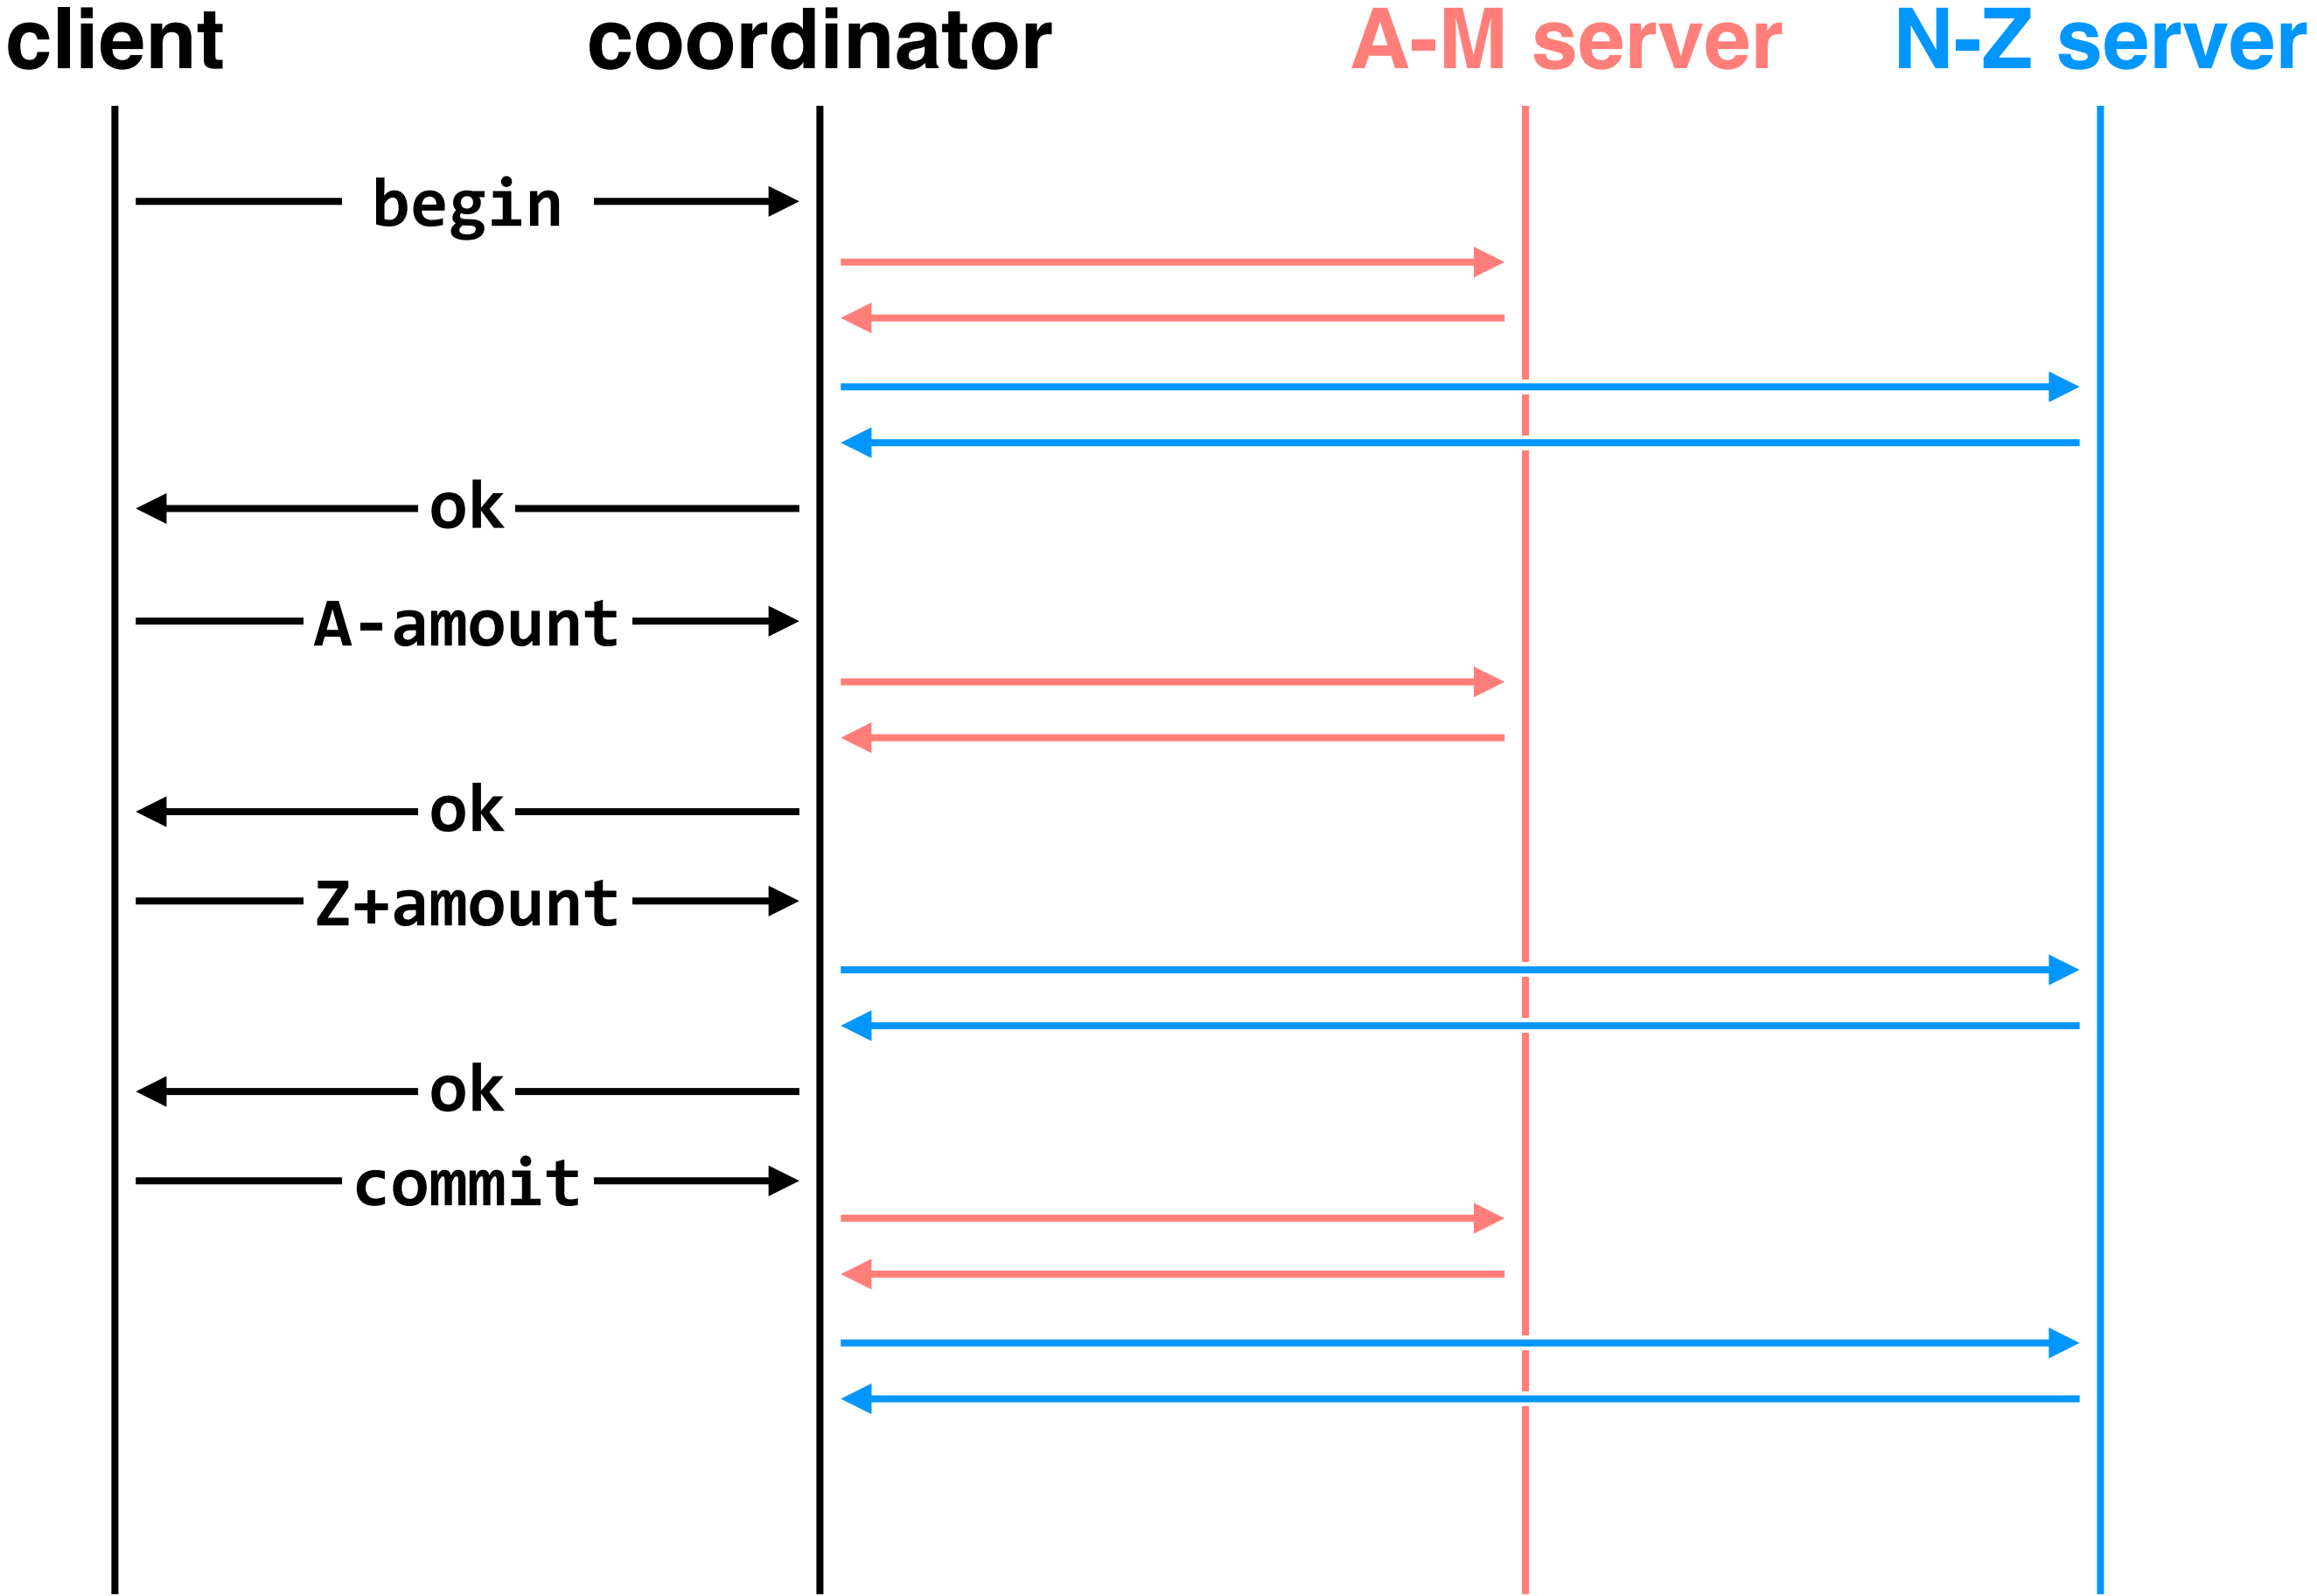 client coordinator A-M server N-Z server
begin
ok
A-amount
ok
Z+amount
ok
commit